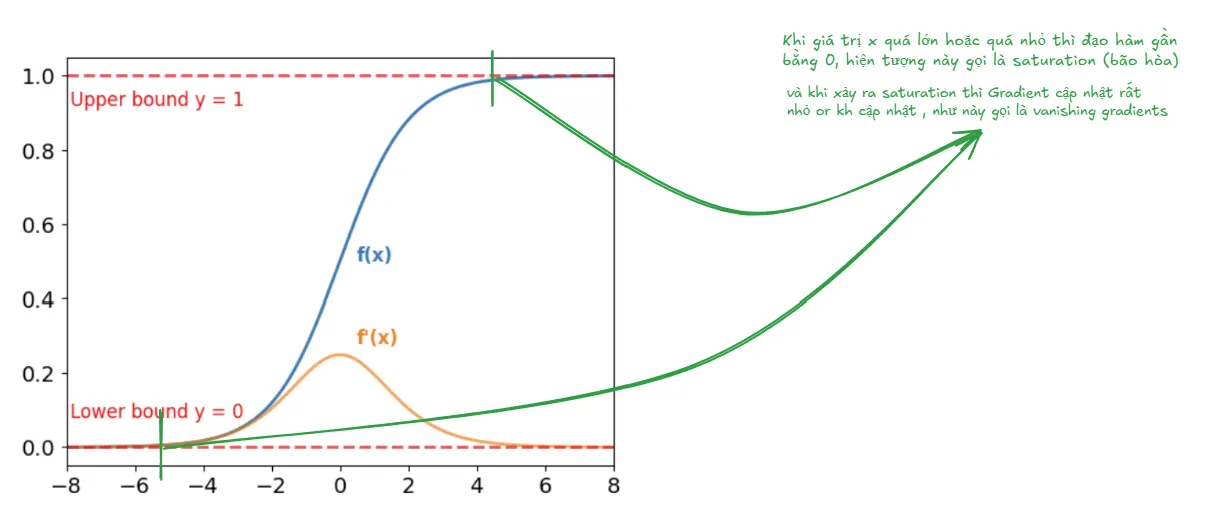 Khi giá trị x quá lớn hoặc quá nhỏ thì đạo hàm gần
bằng 0, hiện tượng này gọi là saturation (bão hòa)
và khi xảy ra saturation thì Gradient cập nhật rất
nhỏ or kh cập nhật , như này gọi là vanishing gradients
1.0
Upper bound y = 1
0.8
0.6
f(x)
0.4
f'(x)
0.2
Lower bound y = 0
0.0
−8 −6 −4 −2 0 2 4 6 8